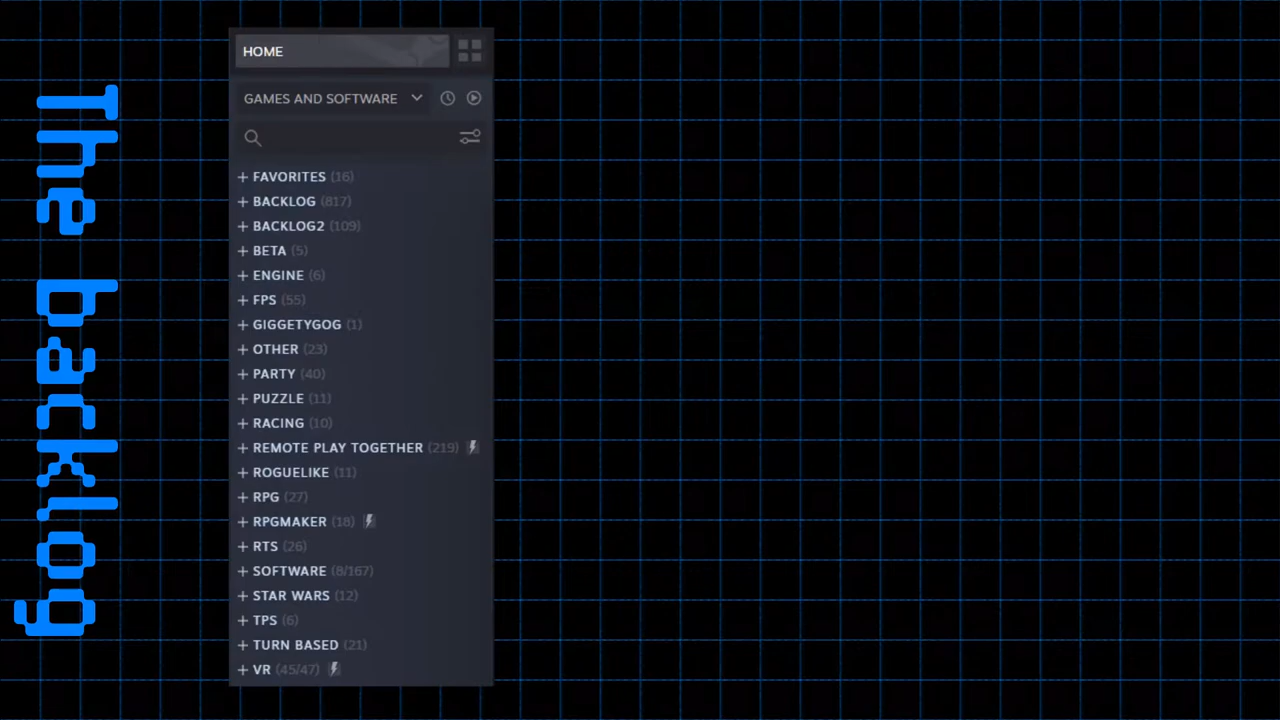 The backlog
HOME
GAMES AND SOFTWARE
+ FAVORITES (16)
+ BACKLOG (817)
+ BACKLOG2 (109)
+ BETA (5)
+ ENGINE (6)
+ FPS (55)
+ GIGGETYGOG (1)
+ OTHER (23)
+ PARTY (40)
+ PUZZLE (11)
+ RACING (10)
+ REMOTE PLAY TOGETHER (219)
+ ROGUELIKE (11)
+ RPG (27)
+ RPGMAKER (18)
+ RTS (26)
+ SOFTWARE (8/167)
+ STAR WARS (12)
+ TPS (6)
+ TURN BASED (21)
+ VR (45/47)